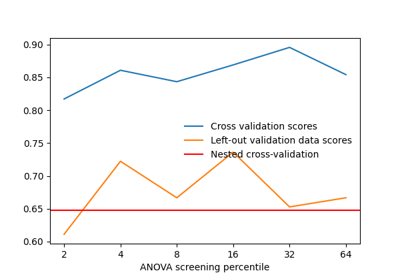 0.90
0.85
0.80
0.75
0.70
0.65
0.60
Cross validation scores
Left-out validation data scores
Nested cross-validation
2 4 8 16 32 64
ANOVA screening percentile